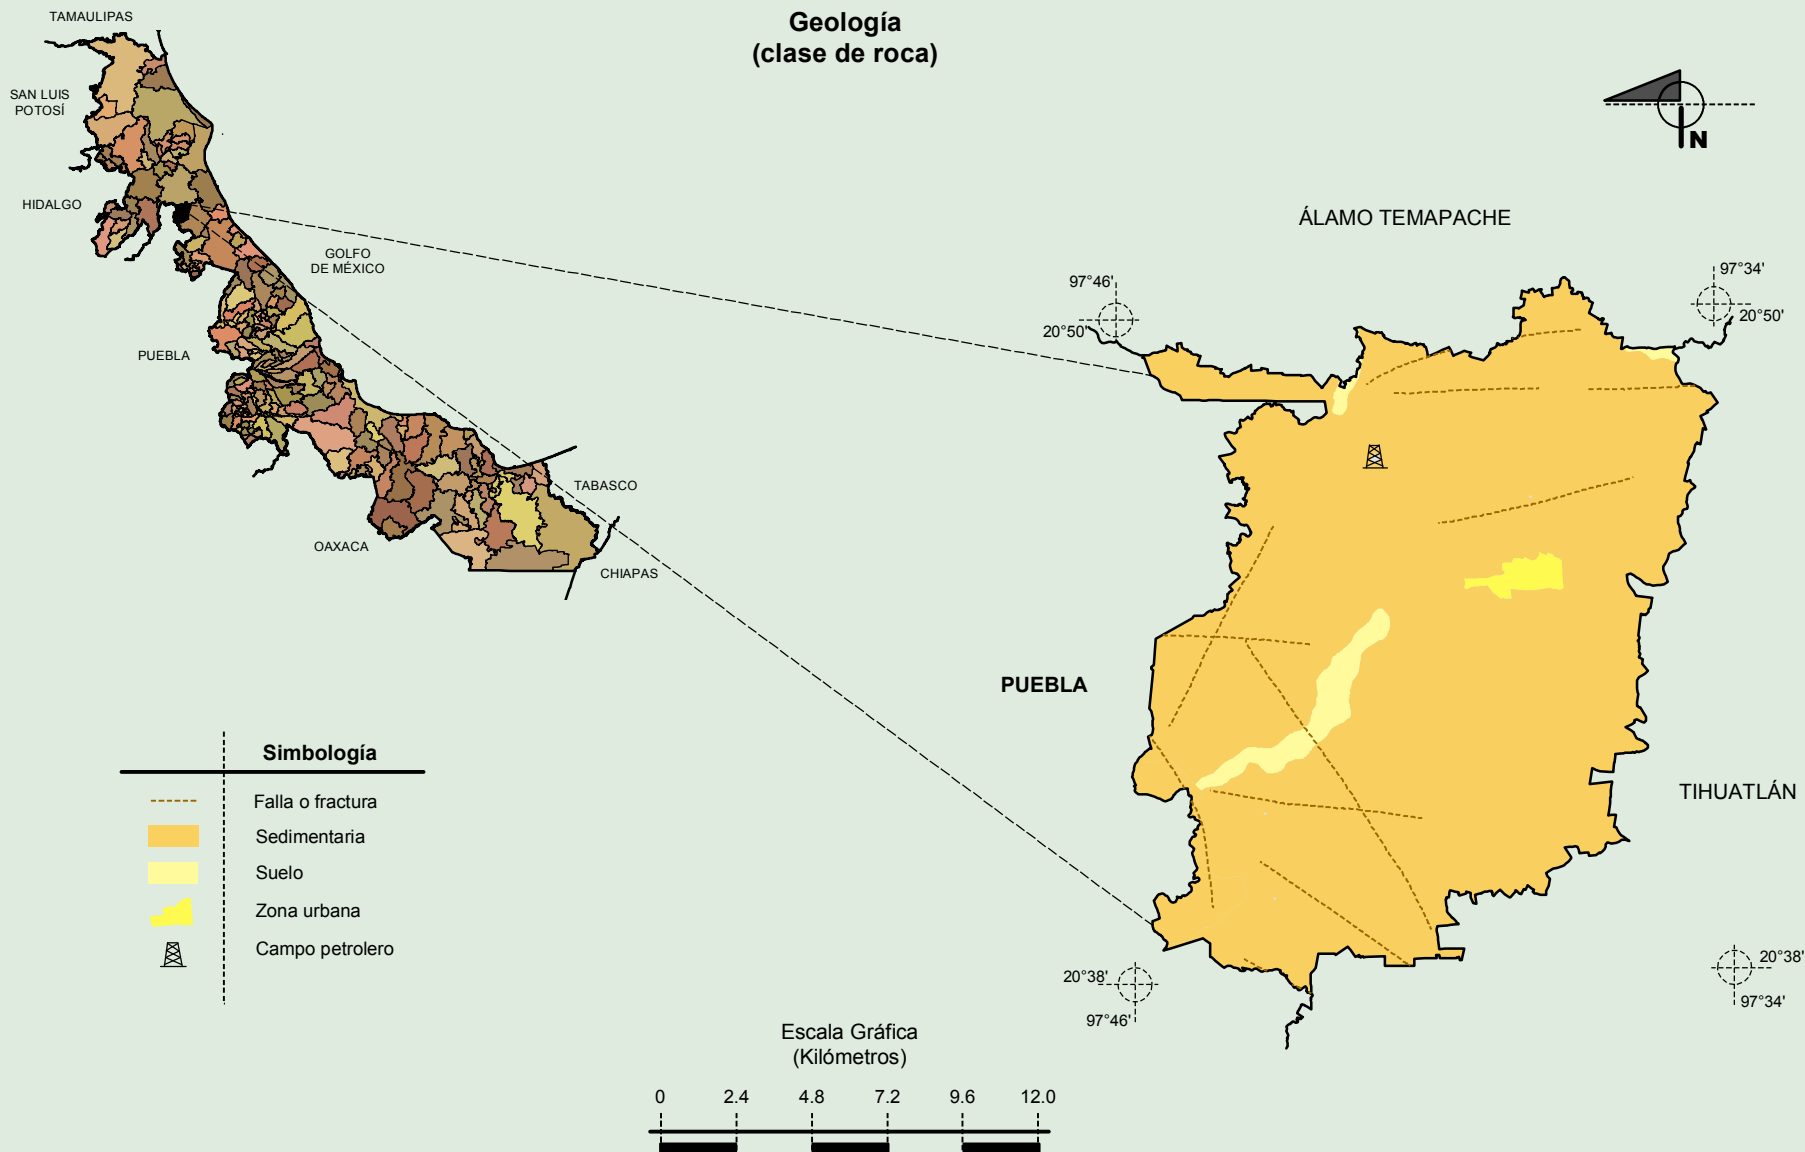 Geología
(clase de roca)
TAMAULIPAS
SAN LUIS
POTOSÍ
HIDALGO
GOLFO
DE MÉXICO
PUEBLA
TABASCO
OAXACA
CHIAPAS
N
ÁLAMO TEMAPACHE
97°46'
20°50'
97°34'
20°50'
PUEBLA
TIHUATLÁN
20°38'
97°46'
20°38'
97°34'
Simbología
Falla o fractura
Sedimentaria
Suelo
Zona urbana
Campo petrolero
Escala Gráfica
(Kilómetros)
0 2.4 4.8 7.2 9.6 12.0